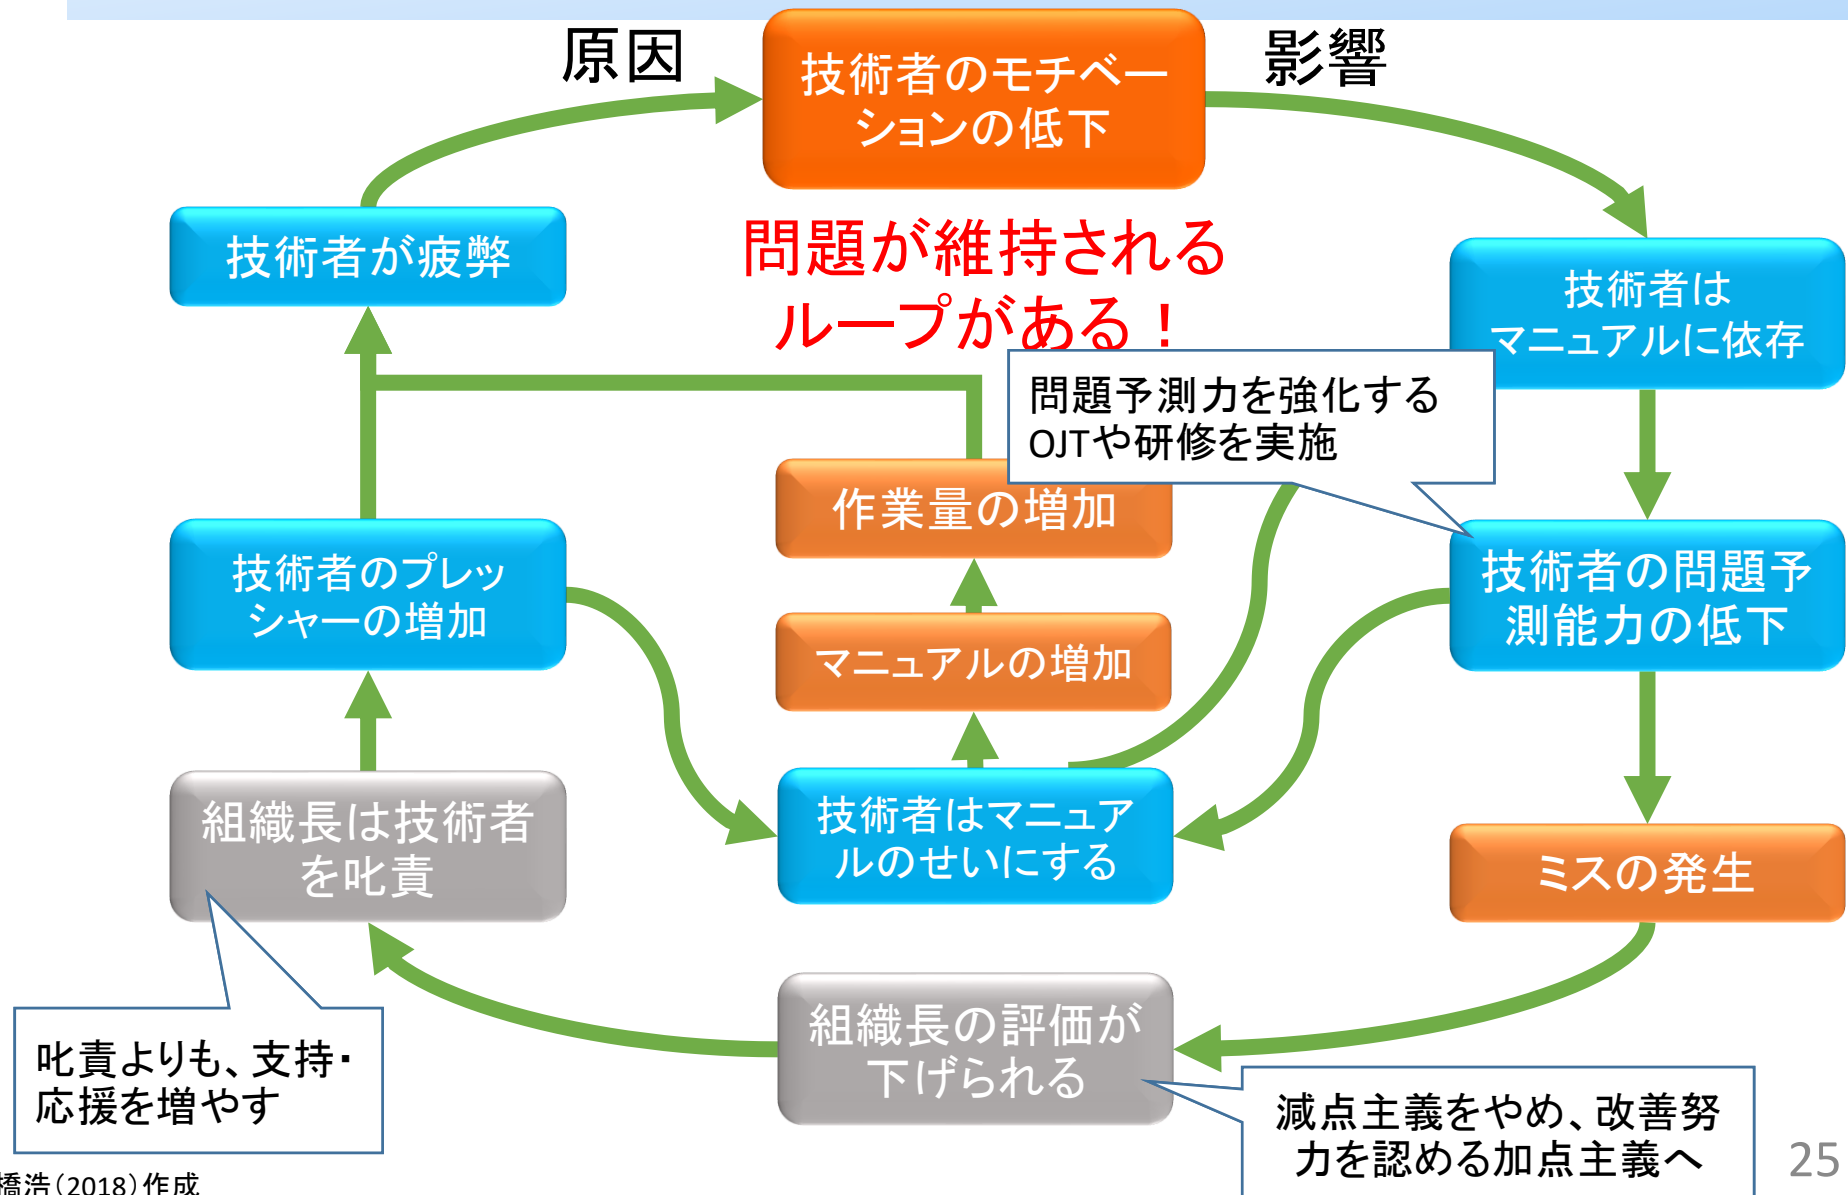 原因
技術者のモチベー
ションの低下
影響
技術者が疲弊
問題が維持される
ループがある！
技術者は
マニュアルに依存
問題予測力を強化する
OJTや研修を実施
作業量の増加
技術者のプレッ
シャーの増加
技術者の問題予
測能力の低下
マニュアルの増加
組織長は技術者
を叱責
技術者はマニュア
ルのせいにする
ミスの発生
組織長の評価が
下げられる
叱責よりも、支持・
応援を増やす
減点主義をやめ、改善努
力を認める加点主義へ
25
橋浩（2018）作成